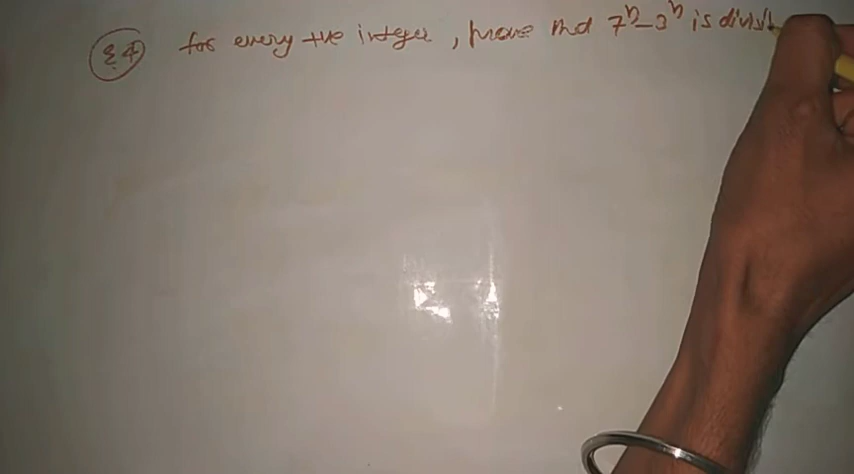 Ex 4 for every +ve integer, prove that 7ⁿ-3ⁿ is divisib